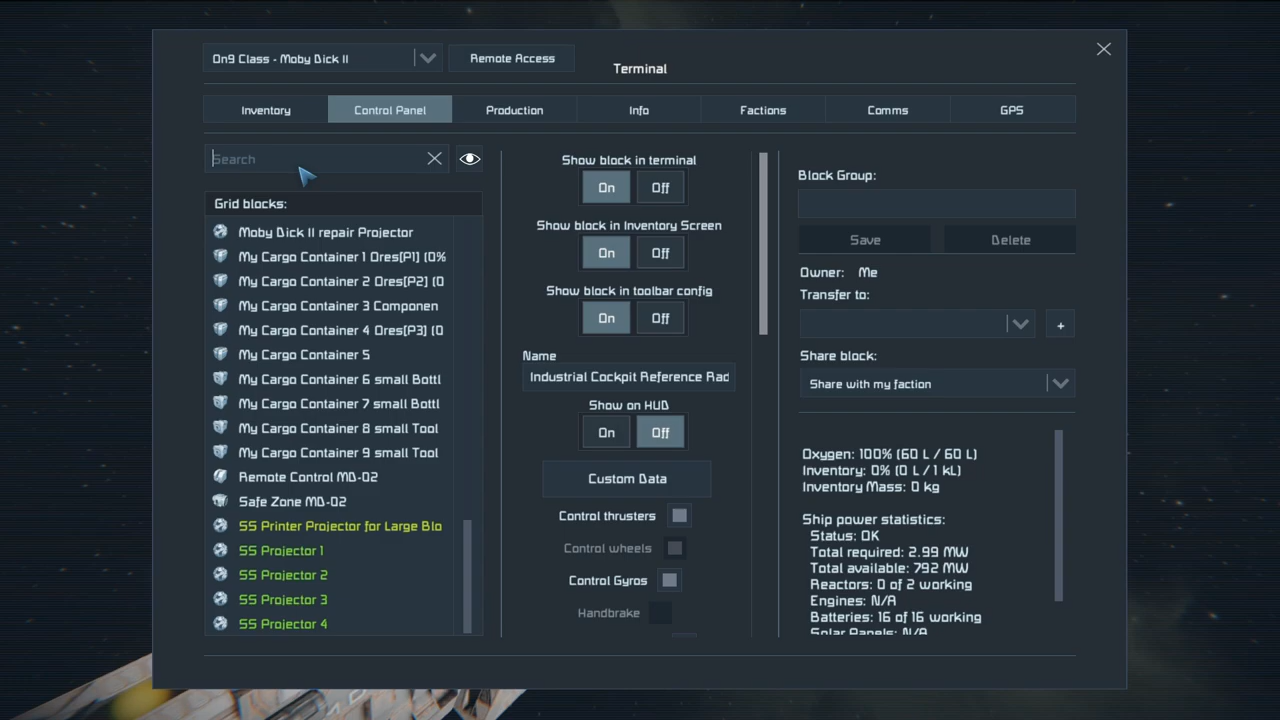 On9 Class - Moby Dick II
Remote Access
Terminal
Inventory
Control Panel
Production
Info
Factions
Comms
GPS
Search
Grid blocks:
Moby Dick II repair Projector
My Cargo Container 1 Ores[P1] (0%
My Cargo Container 2 Ores[P2] (0
My Cargo Container 3 Componen
My Cargo Container 4 Ores[P3] (0
My Cargo Container 5
My Cargo Container 6 small Bottl
My Cargo Container 7 small Bottl
My Cargo Container 8 small Tool
My Cargo Container 9 small Tool
Remote Control MD-02
Safe Zone MD-02
SS Printer Projector for Large Blo
SS Projector 1
SS Projector 2
SS Projector 3
SS Projector 4
Show block in terminal
On Off
Show block in Inventory Screen
On Off
Show block in toolbar config
On Off
Name
Industrial Cockpit Reference Rad
Show on HUD
On Off
Custom Data
Control thrusters
Control wheels
Control Gyros
Handbrake
Block Group:
Save
Delete
Owner: Me
Transfer to:
+
Share block:
Share with my faction
Oxygen: 100% (60 L / 60 L)
Inventory: 0% (0 L / 1 kL)
Inventory Mass: 0 kg
Ship power statistics:
Status: OK
Total required: 2.99 MW
Total available: 792 MW
Reactors: 0 of 2 working
Engines: N/A
Batteries: 16 of 16 working
Solar Panels: N/A